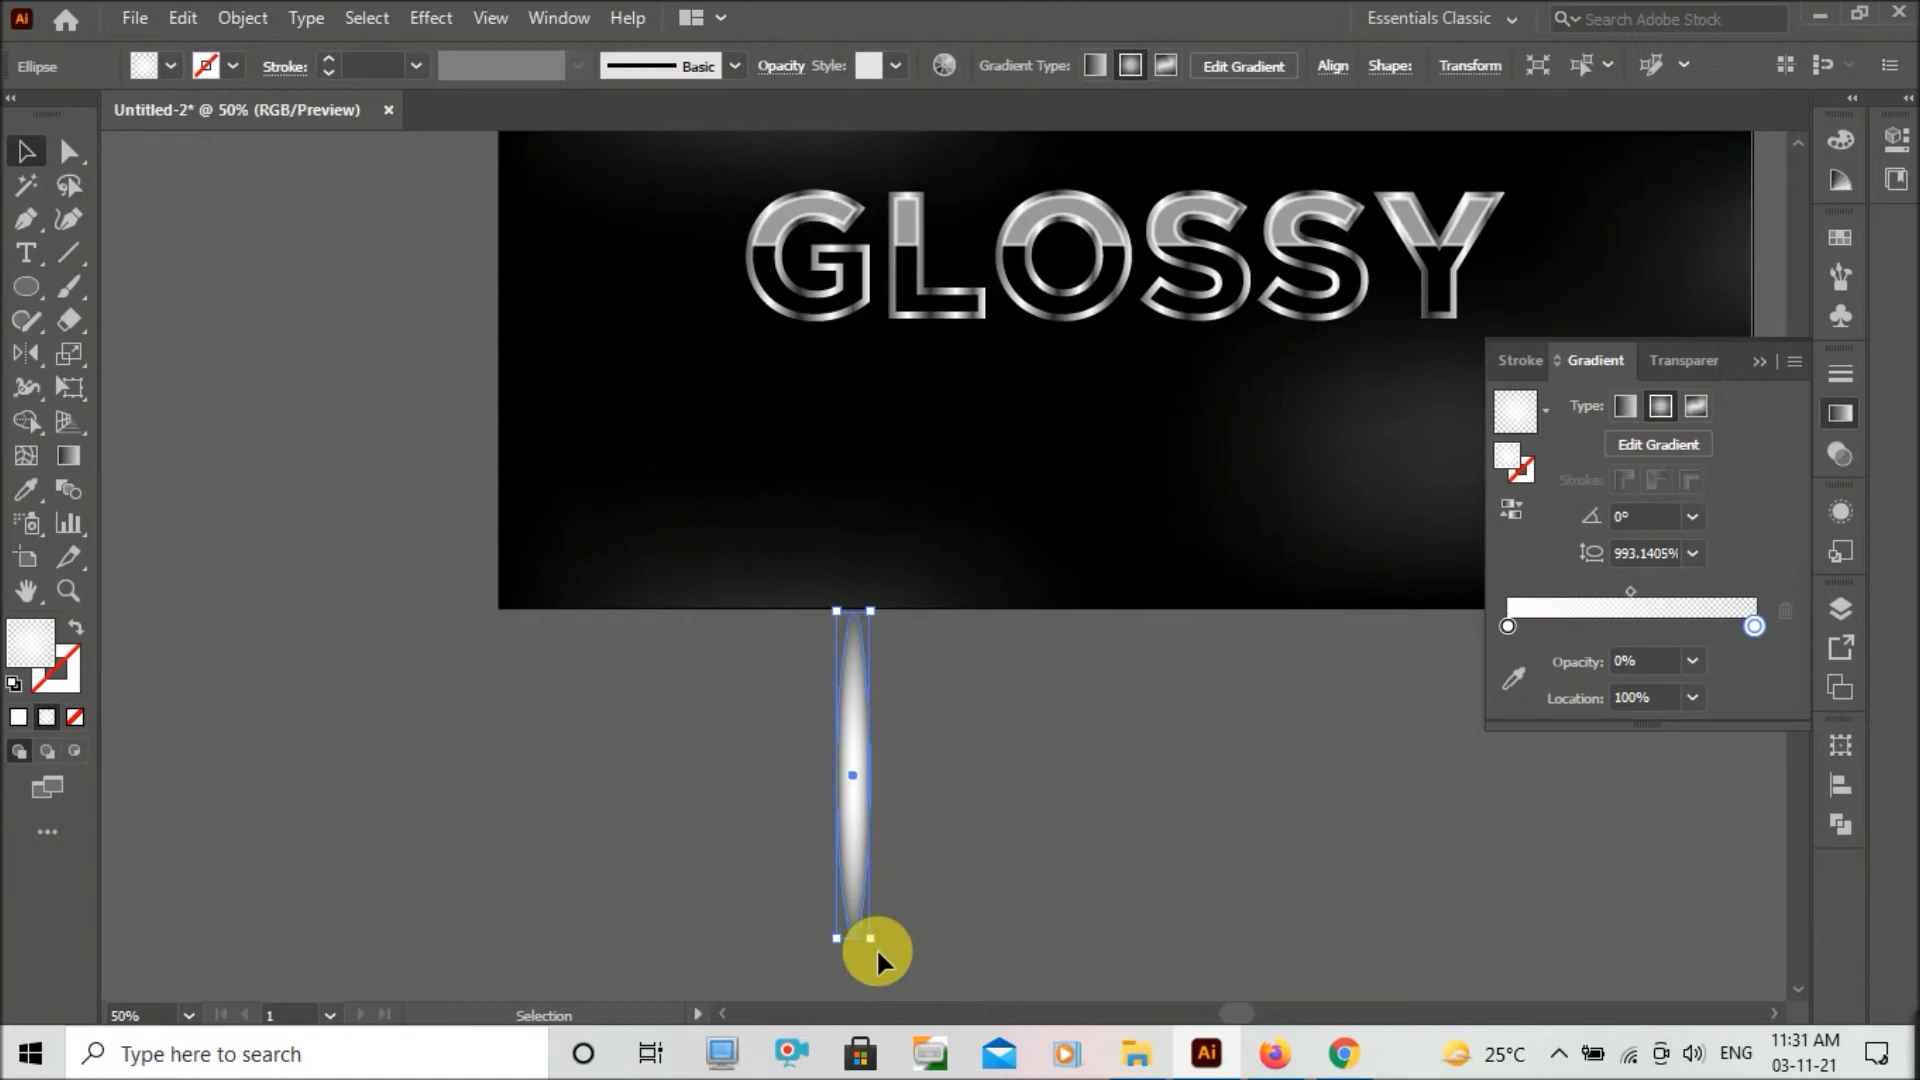 Ai File Edit Object Type Select Effect View Window Help Essentials Classic Search Adobe Stock
Ellipse Stroke: Basic Opacity Style: Gradient Type: Edit Gradient Align Shape: Transform
Untitled-2* @ 50% (RGB/Preview) ×
GLOSSY
Stroke Gradient Transparer
Type:
Edit Gradient
Stroke:
0°
993.1405%
Opacity: 0%
Location: 100%
50% 1 Selection
Type here to search Ai 25°C ENG 11:31 AM
03-11-21